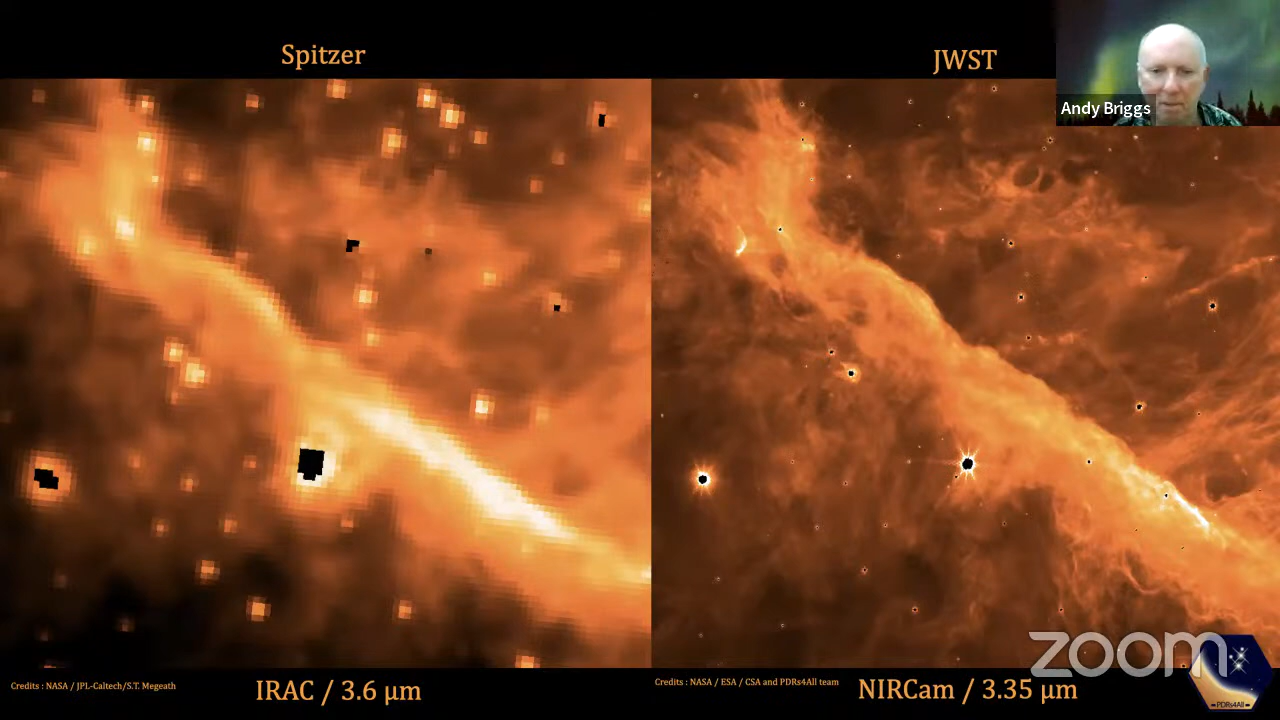 Spitzer
JWST
Andy Briggs
Credits : NASA / JPL-Caltech/S.T. Megeath
IRAC / 3.6 µm
Credits : NASA / ESA / CSA and PDRs4All team
NIRCam / 3.35 µm
zoom
PDRs4All